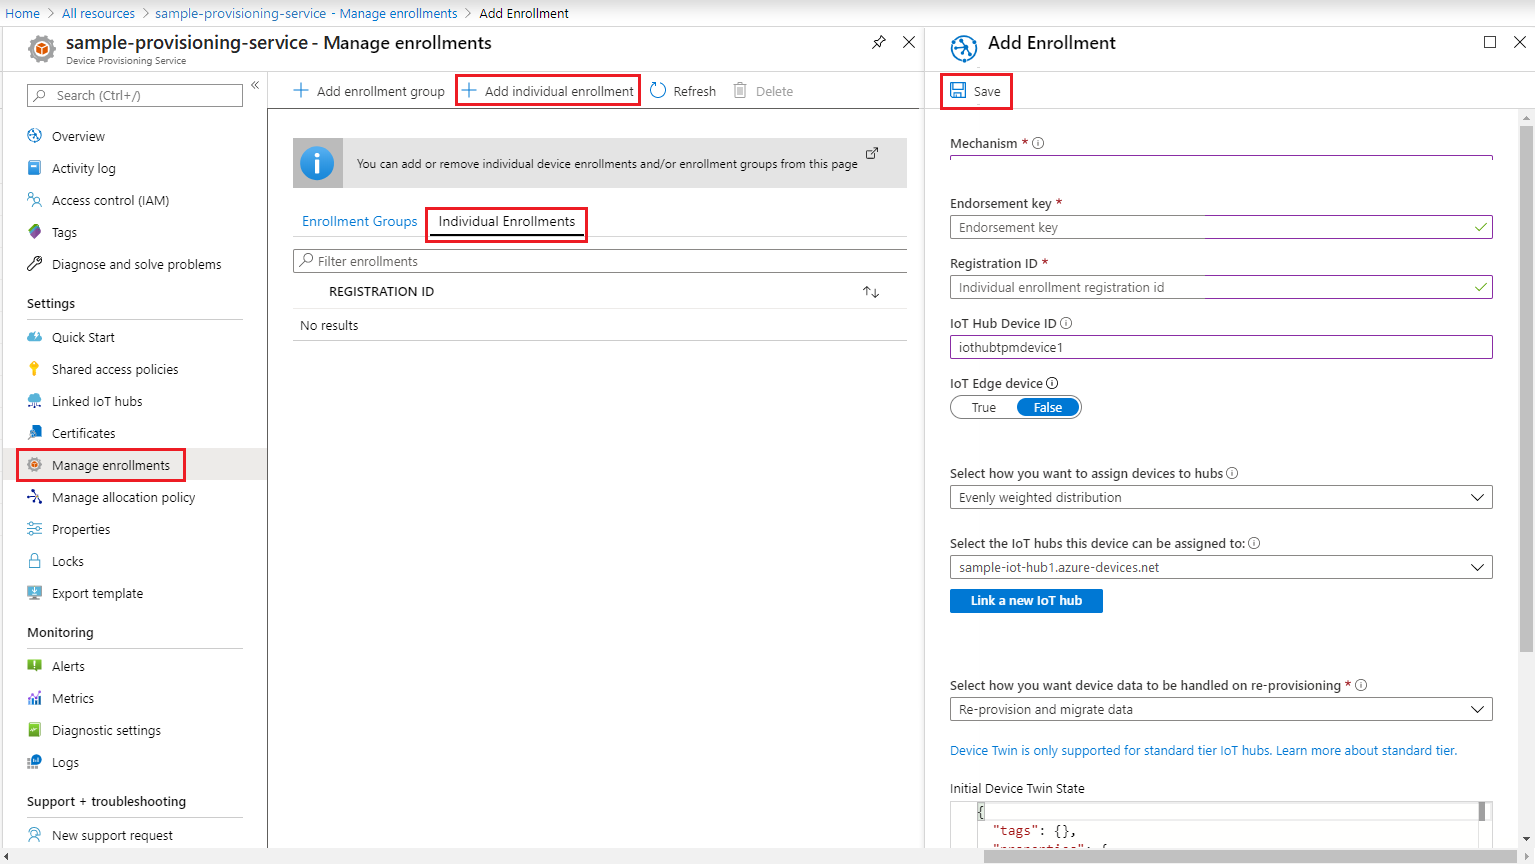 Home > All resources > sample-provisioning-service - Manage enrollments > Add Enrollment
sample-provisioning-service - Manage enrollments
Device Provisioning Service
Search (Ctrl+/)
Overview
Activity log
Access control (IAM)
Tags
Diagnose and solve problems
Settings
Quick Start
Shared access policies
Linked IoT hubs
Certificates
Manage enrollments
Manage allocation policy
Properties
Locks
Export template
Monitoring
Alerts
Metrics
Diagnostic settings
Logs
Support + troubleshooting
New support request
Add enrollment group
Add individual enrollment
Refresh
Delete
You can add or remove individual device enrollments and/or enrollment groups from this page
Enrollment Groups
Individual Enrollments
Filter enrollments
REGISTRATION ID
No results
Add Enrollment
Save
Mechanism *
Endorsement key *
Endorsement key
Registration ID *
Individual enrollment registration id
IoT Hub Device ID
iothubtpmdevice1
IoT Edge device
True False
Select how you want to assign devices to hubs
Evenly weighted distribution
Select the IoT hubs this device can be assigned to:
sample-iot-hub1.azure-devices.net
Link a new IoT hub
Select how you want device data to be handled on re-provisioning *
Re-provision and migrate data
Device Twin is only supported for standard tier IoT hubs. Learn more about standard tier.
Initial Device Twin State
{
"tags": {},